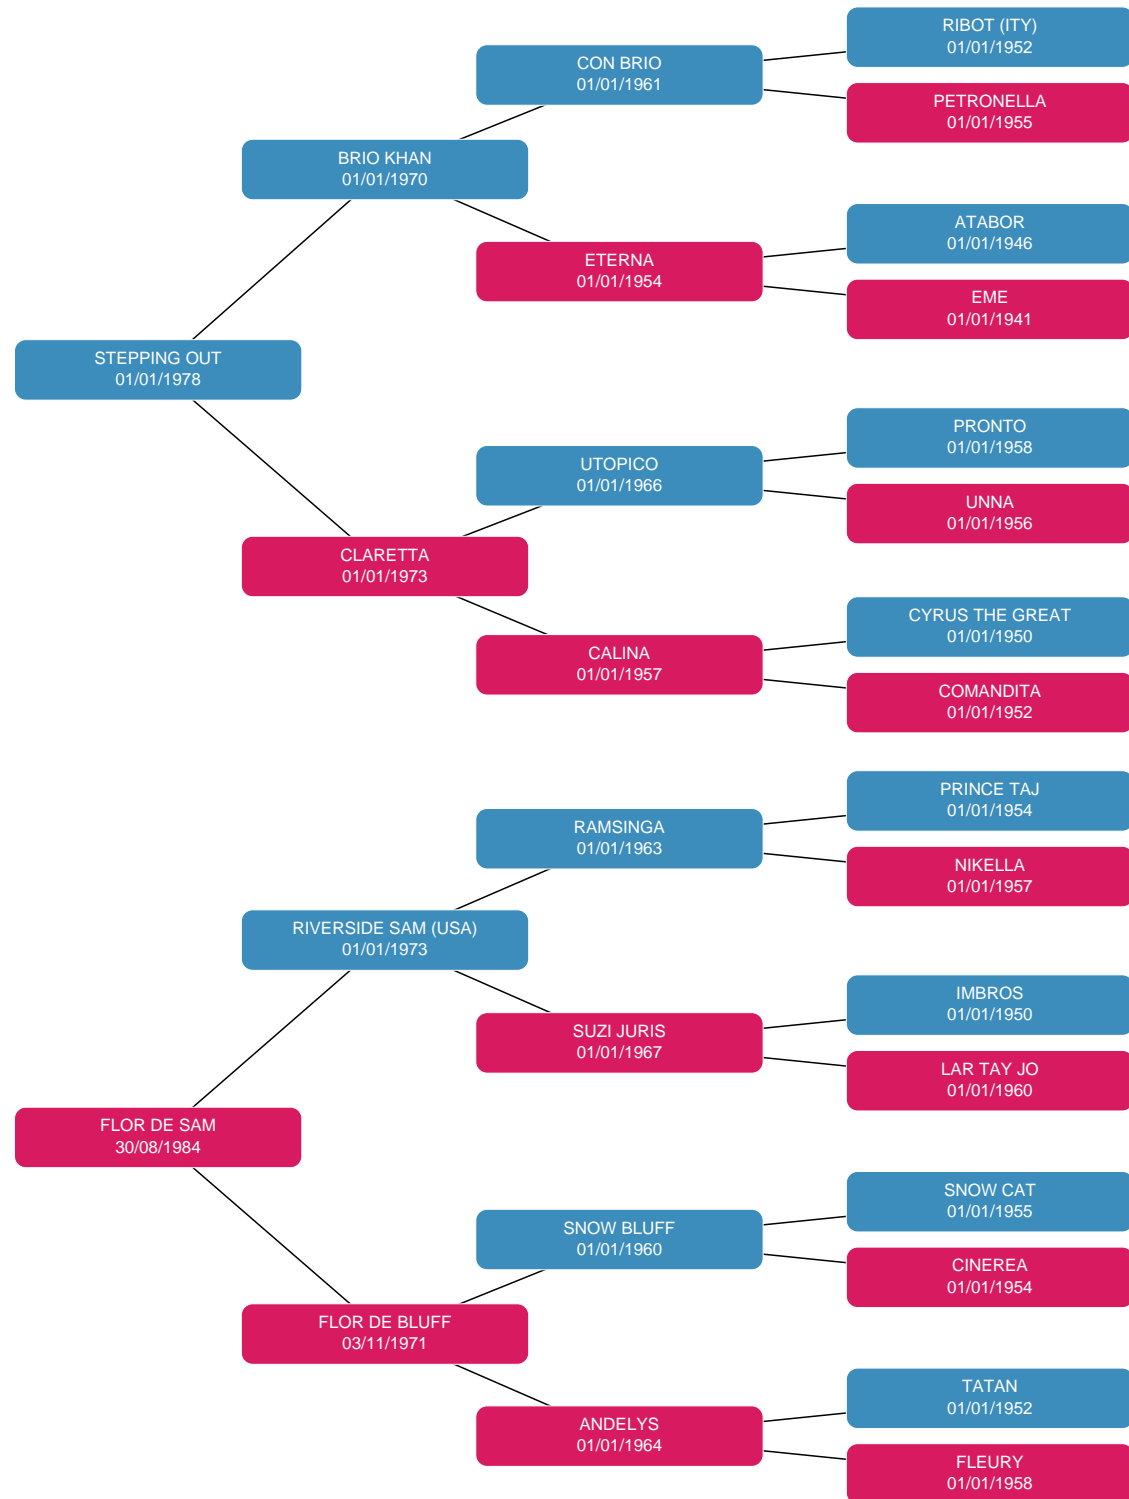 RIBOT (ITY)
01/01/1952
CON BRIO
01/01/1961
PETRONELLA
01/01/1955
BRIO KHAN
01/01/1970
ATABOR
01/01/1946
ETERNA
01/01/1954
EME
01/01/1941
STEPPING OUT
01/01/1978
PRONTO
01/01/1958
UTOPICO
01/01/1966
UNNA
01/01/1956
CLARETTA
01/01/1973
CYRUS THE GREAT
01/01/1950
CALINA
01/01/1957
COMANDITA
01/01/1952
PRINCE TAJ
01/01/1954
RAMSINGA
01/01/1963
NIKELLA
01/01/1957
RIVERSIDE SAM (USA)
01/01/1973
IMBROS
01/01/1950
SUZI JURIS
01/01/1967
LAR TAY JO
01/01/1960
FLOR DE SAM
30/08/1984
SNOW CAT
01/01/1955
SNOW BLUFF
01/01/1960
CINEREA
01/01/1954
FLOR DE BLUFF
03/11/1971
TATAN
01/01/1952
ANDELYS
01/01/1964
FLEURY
01/01/1958